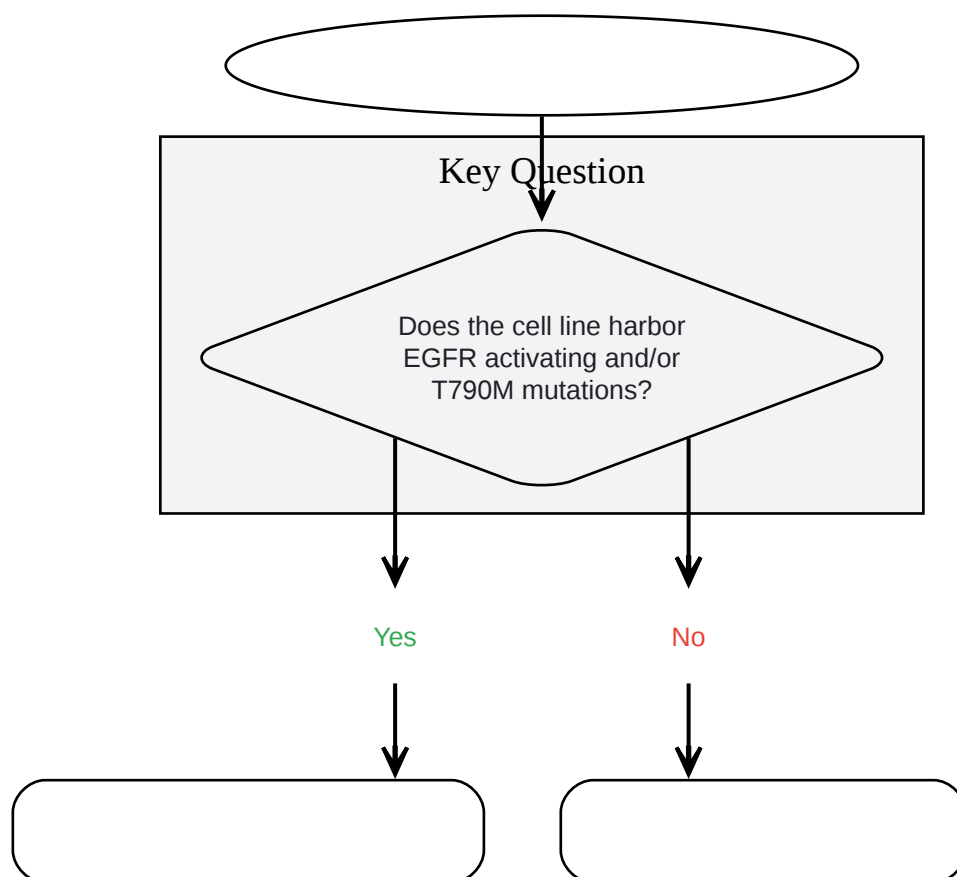 Key Question
Does the cell line harbor
EGFR activating and/or
T790M mutations?
Yes
No